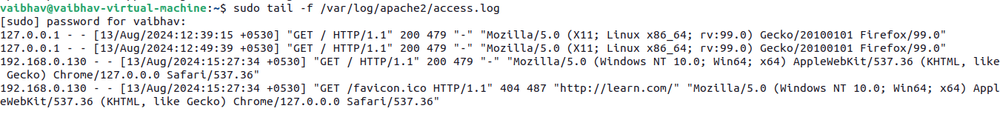 vaibhav@vaibhav-virtual-machine:~$ sudo tail -f /var/log/apache2/access.log
[sudo] password for vaibhav:
127.0.0.1 - - [13/Aug/2024:12:39:15 +0530] "GET / HTTP/1.1" 200 479 "-" "Mozilla/5.0 (X11; Linux x86_64; rv:99.0) Gecko/20100101 Firefox/99.0"
127.0.0.1 - - [13/Aug/2024:12:49:39 +0530] "GET / HTTP/1.1" 200 479 "-" "Mozilla/5.0 (X11; Linux x86_64; rv:99.0) Gecko/20100101 Firefox/99.0"
192.168.0.130 - - [13/Aug/2024:15:27:34 +0530] "GET / HTTP/1.1" 200 479 "-" "Mozilla/5.0 (Windows NT 10.0; Win64; x64) AppleWebKit/537.36 (KHTML, like
 Gecko) Chrome/127.0.0.0 Safari/537.36"
192.168.0.130 - - [13/Aug/2024:15:27:34 +0530] "GET /favicon.ico HTTP/1.1" 404 487 "http://learn.com/" "Mozilla/5.0 (Windows NT 10.0; Win64; x64) Appl
eWebKit/537.36 (KHTML, like Gecko) Chrome/127.0.0.0 Safari/537.36"